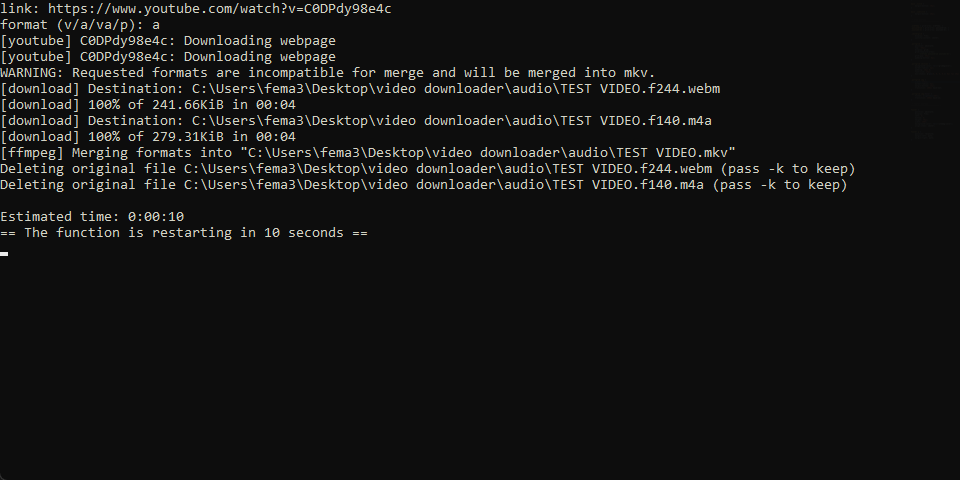 link: https://www.youtube.com/watch?v=C0DPdy98e4c
format (v/a/va/p): a
[youtube] C0DPdy98e4c: Downloading webpage
[youtube] C0DPdy98e4c: Downloading webpage
WARNING: Requested formats are incompatible for merge and will be merged into mkv.
[download] Destination: C:\Users\fema3\Desktop\video downloader\audio\TEST VIDEO.f244.webm
[download] 100% of 241.66KiB in 00:04
[download] Destination: C:\Users\fema3\Desktop\video downloader\audio\TEST VIDEO.f140.m4a
[download] 100% of 279.31KiB in 00:04
[ffmpeg] Merging formats into "C:\Users\fema3\Desktop\video downloader\audio\TEST VIDEO.mkv"
Deleting original file C:\Users\fema3\Desktop\video downloader\audio\TEST VIDEO.f244.webm (pass -k to keep)
Deleting original file C:\Users\fema3\Desktop\video downloader\audio\TEST VIDEO.f140.m4a (pass -k to keep)
Estimated time: 0:00:10
== The function is restarting in 10 seconds ==